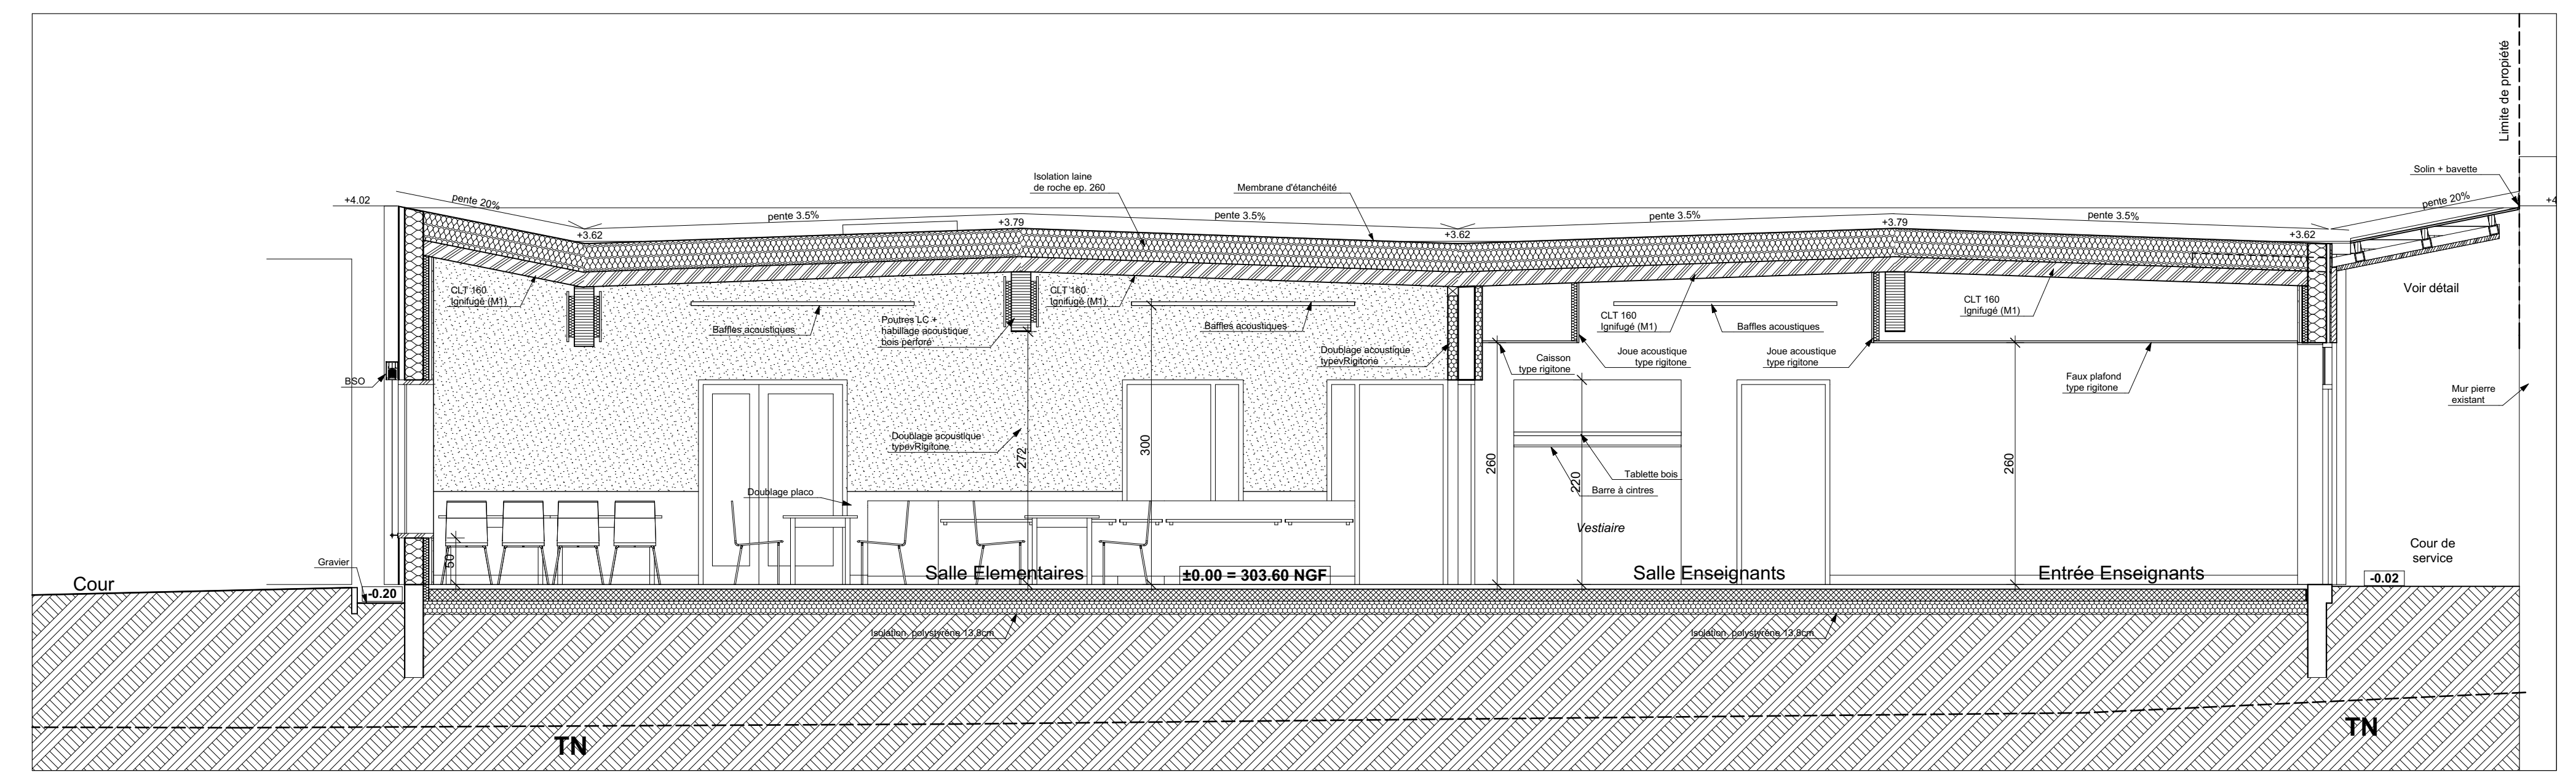 Limite de propiété
Solin + bavette
Isolation laine
de roche ep. 260
Membrane d'étanchéité
+4.02
pente 20%
pente 3.5%
+3.79
pente 3.5%
pente 3.5%
+3.79
pente 3.5%
pente 20%
+4
+3.62
+3.62
+3.62
CLT 160
Ignifugé (M1)
CLT 160
Ignifugé (M1)
CLT 160
Ignifugé (M1)
CLT 160
Ignifugé (M1)
Voir détail
Baffles acoustiques
Poutres LC +
habillage acoustique
bois perforé
Baffles acoustiques
Baffles acoustiques
Doublage acoustique
typevRigitone
Caisson
type rigitone
Joue acoustique
type rigitone
Joue acoustique
type rigitone
Faux plafond
type rigitone
BSO
Mur pierre
existant
Doublage acoustique
typevRigitone
272
300
260
220
260
Tablette bois
Barre à cintres
Doublage placo
Vestiaire
50
Gravier
Cour de
service
Cour
-0.20
Salle Elementaires
±0.00 = 303.60 NGF
Salle Enseignants
Entrée Enseignants
-0.02
Isolation polystyrène 13,8cm
Isolation polystyrène 13,8cm
TN
TN